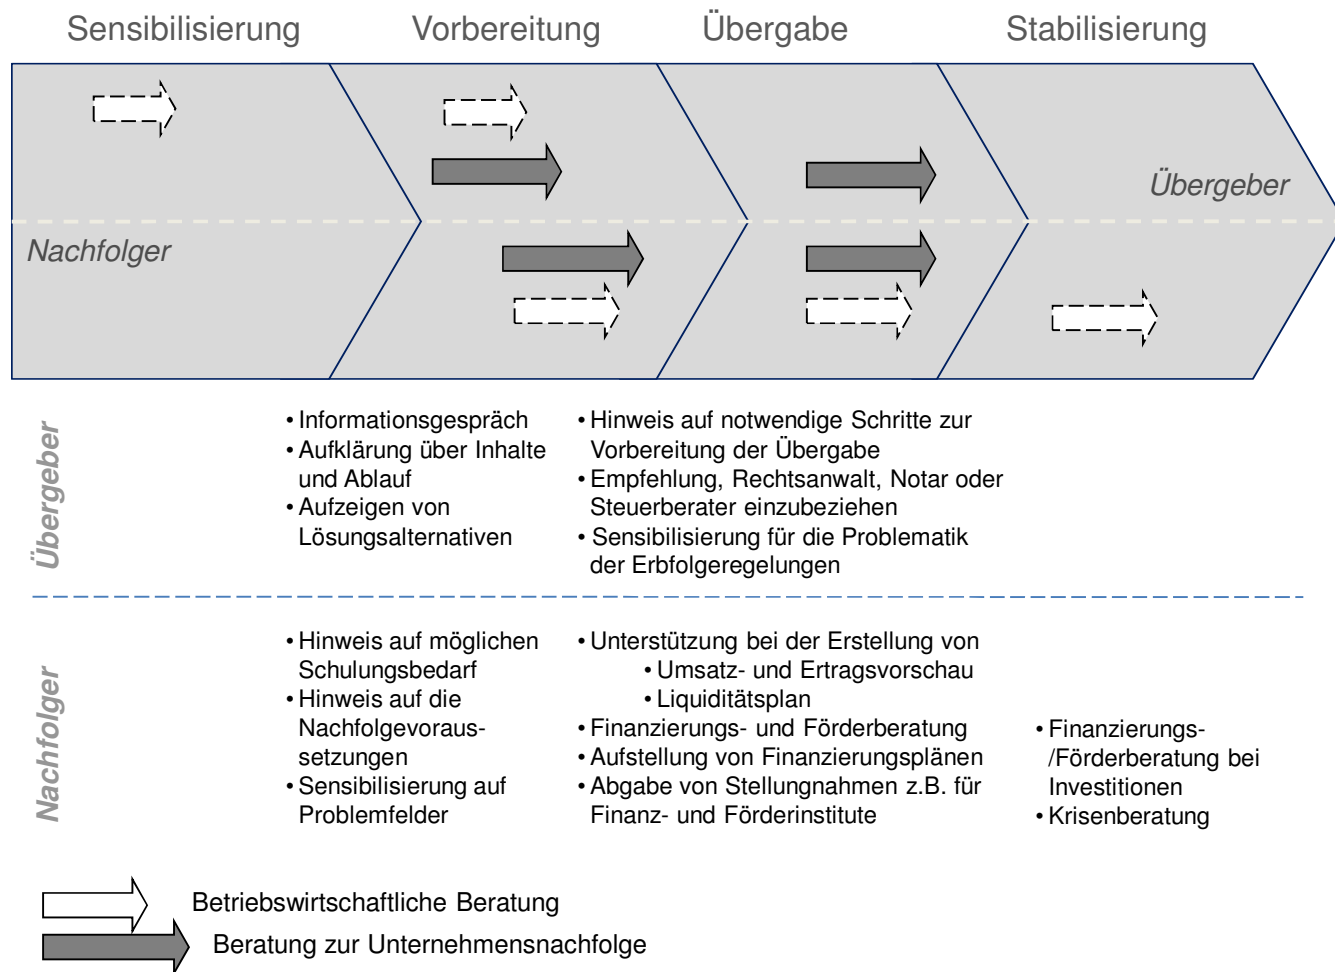 Sensibilisierung
Vorbereitung
Übergabe
Stabilisierung
Übergeber
Nachfolger
Übergeber
• Informationsgespräch
• Aufklärung über Inhalte
und Ablauf
• Aufzeigen von
Lösungsalternativen
• Hinweis auf notwendige Schritte zur
Vorbereitung der Übergabe
• Empfehlung, Rechtsanwalt, Notar oder
Steuerberater einzubeziehen
• Sensibilisierung für die Problematik
der Erbfolgeregelungen
Nachfolger
• Hinweis auf möglichen
Schulungsbedarf
• Hinweis auf die
Nachfolgevoraus-
setzungen
• Sensibilisierung auf
Problemfelder
• Unterstützung bei der Erstellung von
• Umsatz- und Ertragsvorschau
• Liquiditätsplan
• Finanzierungs- und Förderberatung
• Aufstellung von Finanzierungsplänen
• Abgabe von Stellungnahmen z.B. für
Finanz- und Förderinstitute
• Finanzierungs-
/Förderberatung bei
Investitionen
• Krisenberatung
Betriebswirtschaftliche Beratung
Beratung zur Unternehmensnachfolge